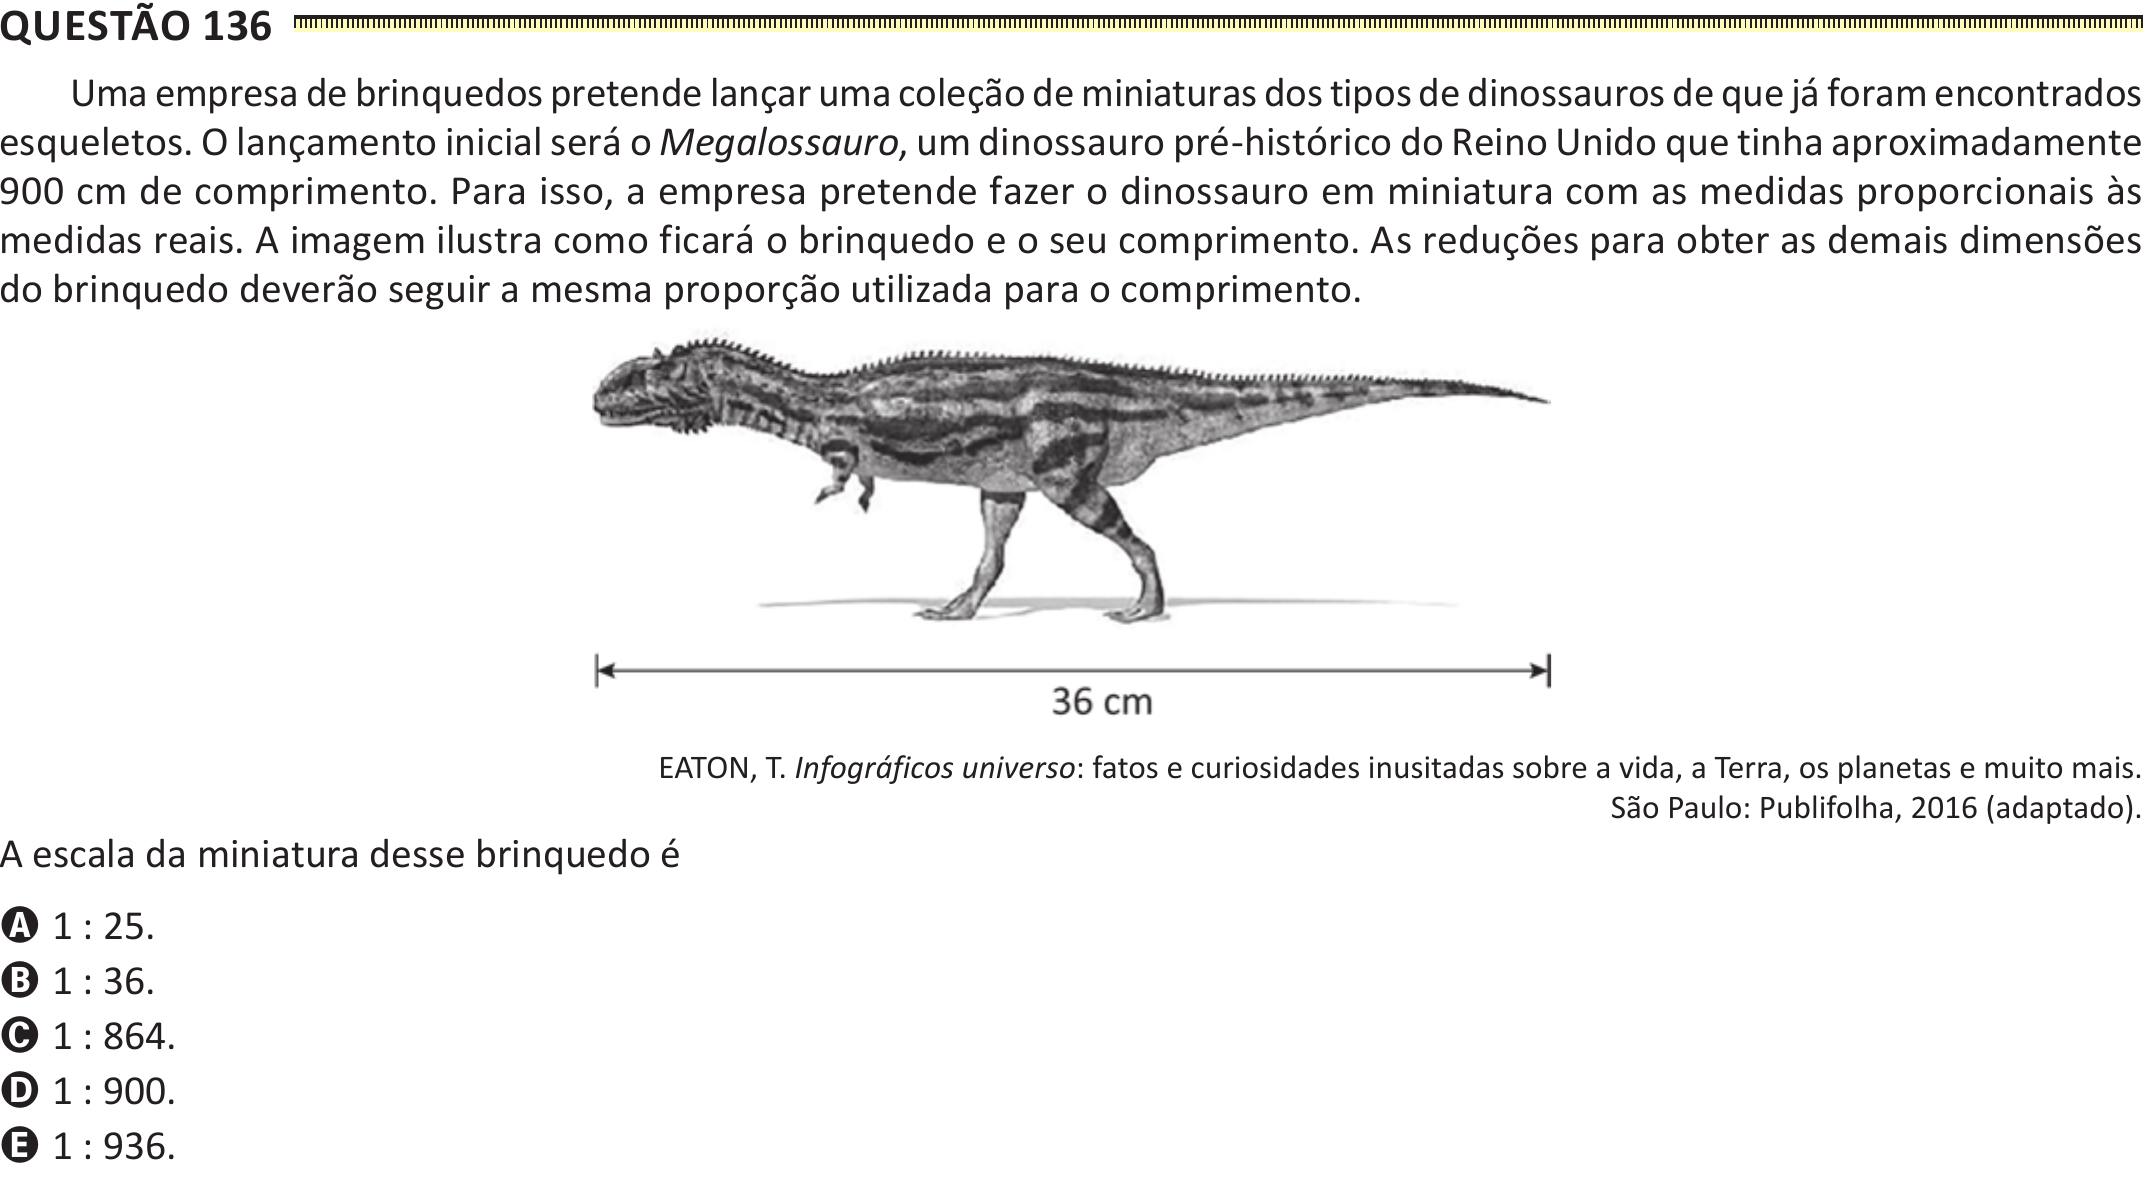 QUESTÃO 136
Uma empresa de brinquedos pretende lançar uma coleção de miniaturas dos tipos de dinossauros de que já foram encontrados
esqueletos. O lançamento inicial será o Megalossauro, um dinossauro pré-histórico do Reino Unido que tinha aproximadamente
900 cm de comprimento. Para isso, a empresa pretende fazer o dinossauro em miniatura com as medidas proporcionais às
medidas reais. A imagem ilustra como ficará o brinquedo e o seu comprimento. As reduções para obter as demais dimensões
do brinquedo deverão seguir a mesma proporção utilizada para o comprimento.
36 cm
EATON, T. Infográficos universo: fatos e curiosidades inusitadas sobre a vida, a Terra, os planetas e muito mais.
São Paulo: Publifolha, 2016 (adaptado).
A escala da miniatura desse brinquedo é
A 1 : 25.
B 1 : 36.
C 1 : 864.
D 1 : 900.
E 1 : 936.